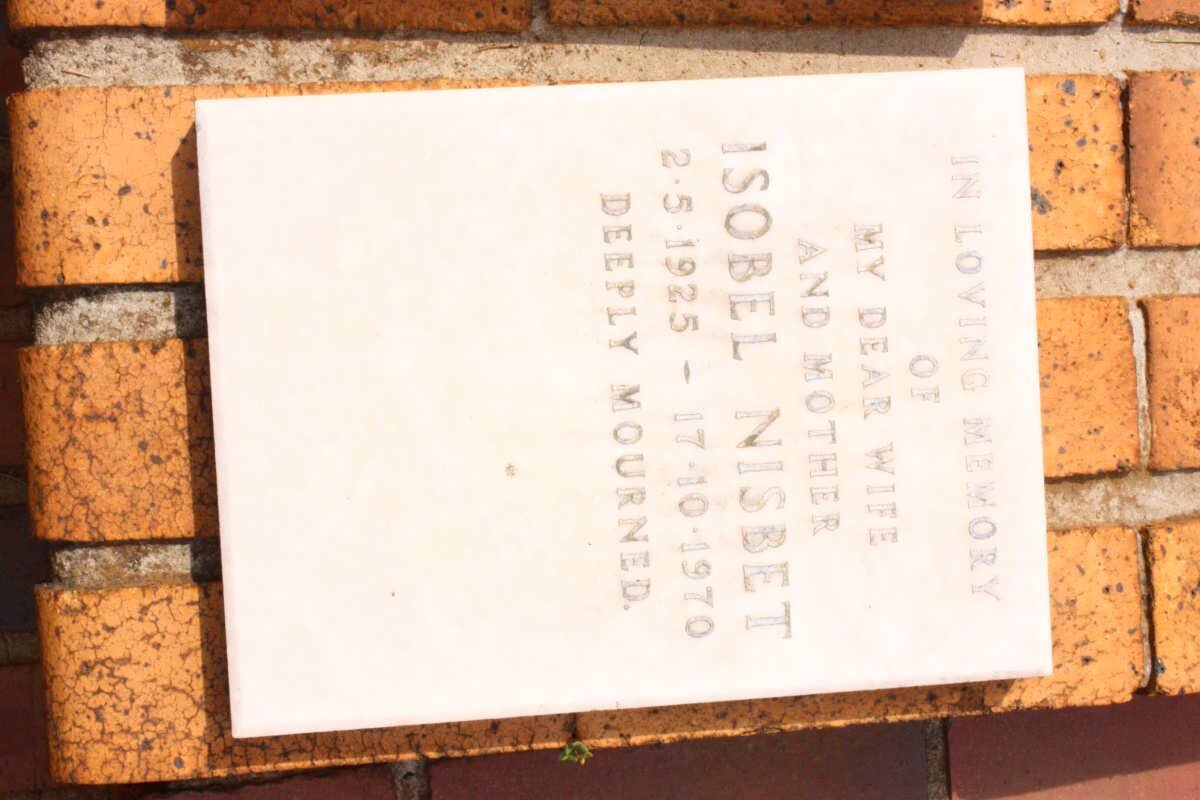 IN LOVING MEMORY
OF
MY DEAR WIFE
AND MOTHER
ISOBEL NISBET
2·5·1925 - 17·10·1970
DEEPLY MOURNED.